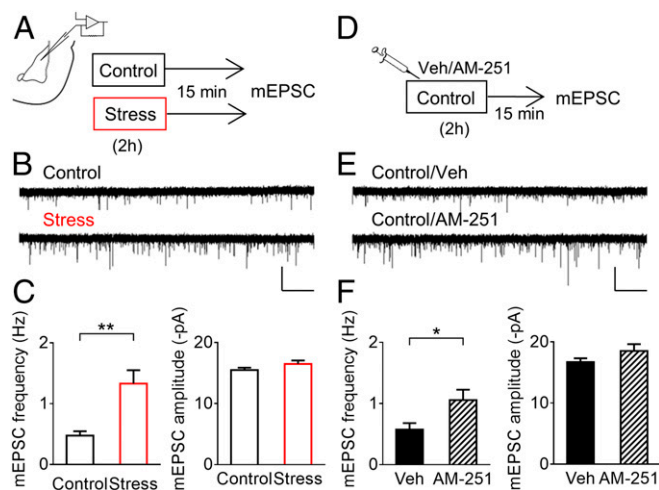 A
Control
15 min
mEPSC
Stress
(2h)
B
Control
Stress
C
mEPSC frequency (Hz)
2
1
0
**
Control Stress
mEPSC amplitude (-pA)
20
10
0
Control Stress
D
Veh/AM-251
Control
mEPSC
15 min
(2h)
E
Control/Veh
Control/AM-251
F
mEPSC frequency (Hz)
2
1
0
*
Veh AM-251
mEPSC amplitude (-pA)
20
10
0
Veh AM-251